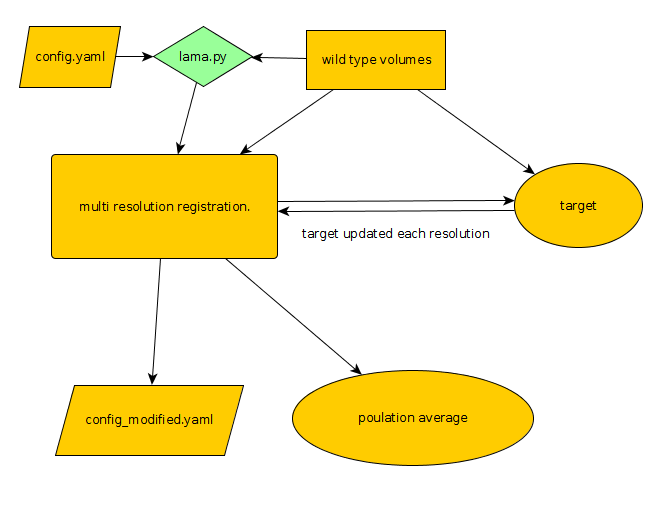 config.yaml
lama.py
wild type volumes
multi resolution registration.
target
target updated each resolution
config_modified.yaml
poulation average